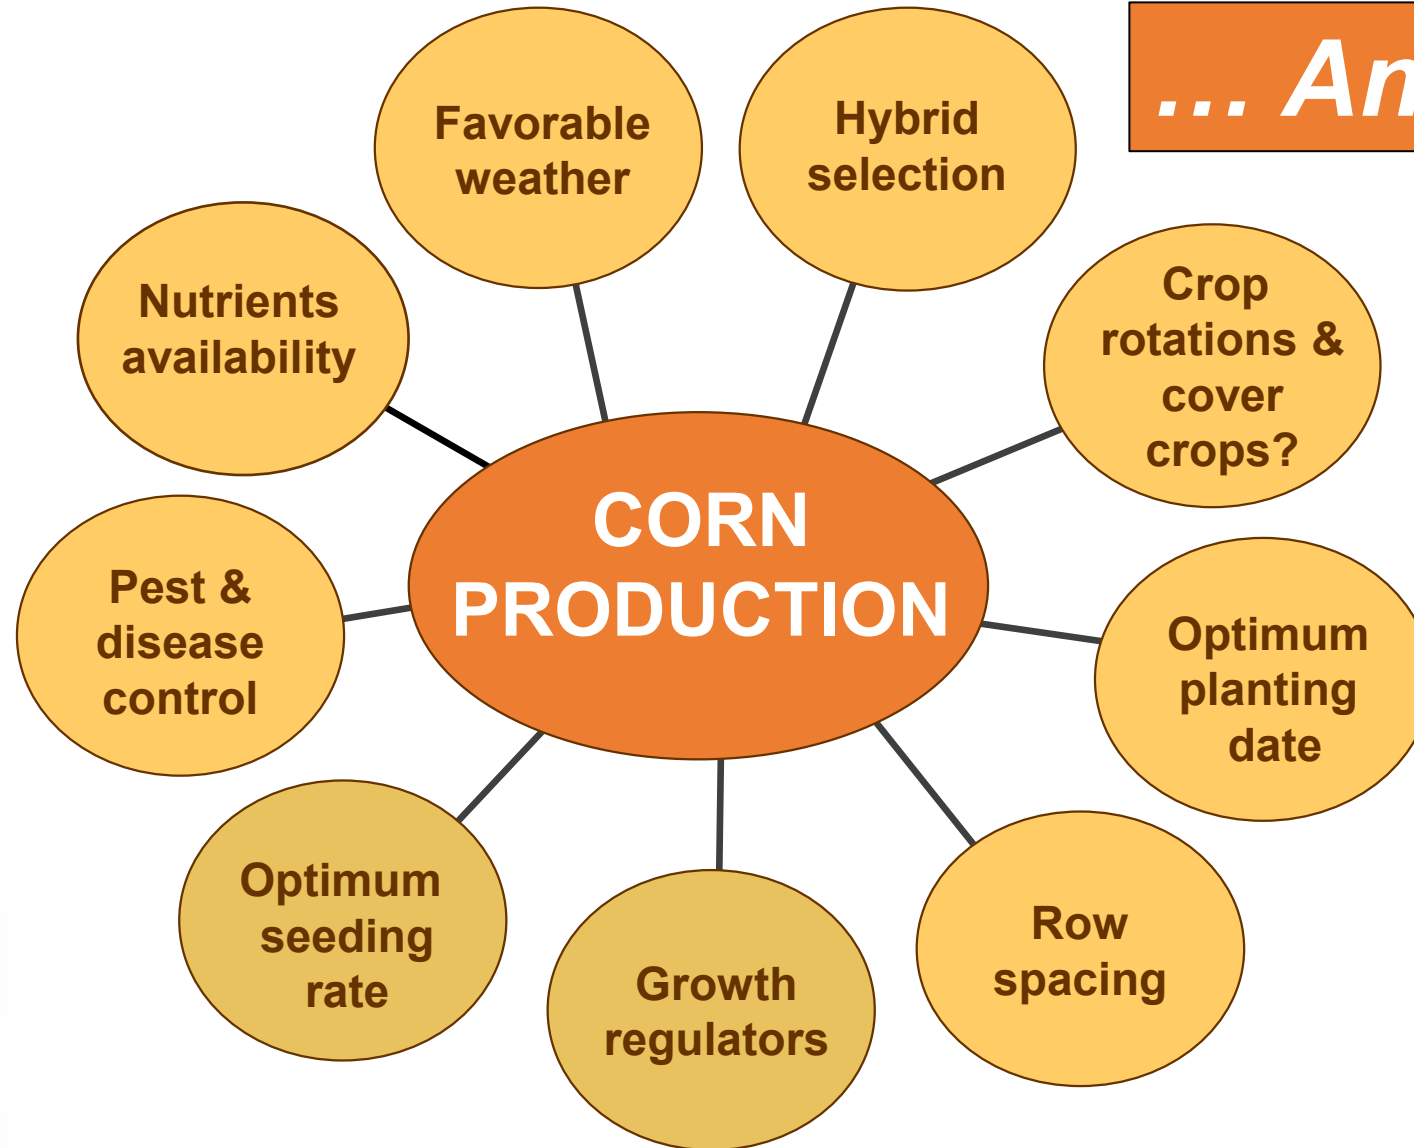 ... An
Favorable
weather
Hybrid
selection
Crop
rotations &
cover
crops?
Nutrients
availability
CORN
PRODUCTION
Pest &
disease
control
Optimum
planting
date
Optimum
seeding
rate
Growth
regulators
Row
spacing